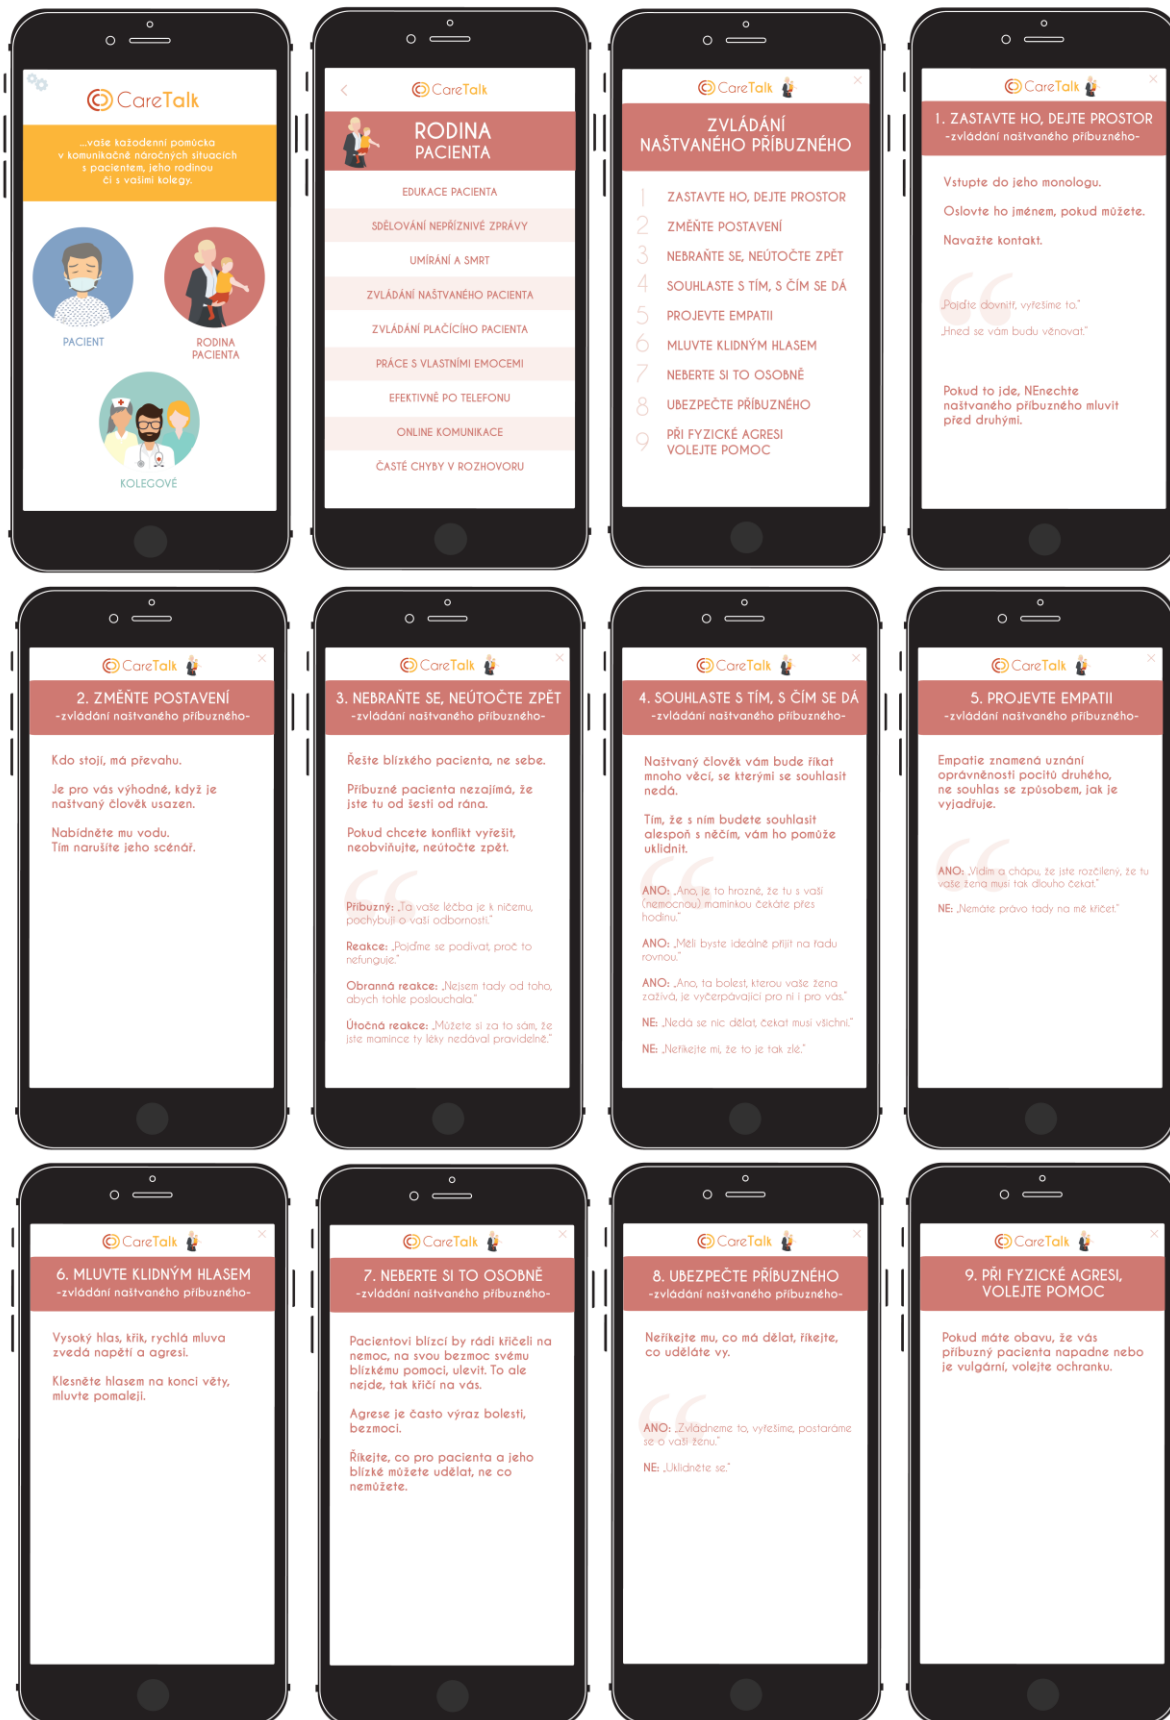 CareTalk
...vaše každodenní pomůcka
v komunikačně náročných situacích
s pacientem, jeho rodinou
či s vašimi kolegy.
PACIENT
RODINA
PACIENTA
KOLEGOVÉ
CareTalk
RODINA
PACIENTA
EDUKACE PACIENTA
SDĚLOVÁNÍ NEPŘÍZNIVÉ ZPRÁVY
UMÍRÁNÍ A SMRT
ZVLÁDÁNÍ NAŠTVANÉHO PACIENTA
ZVLÁDÁNÍ PLAČÍCÍHO PACIENTA
PRÁCE S VLASTNÍMI EMOCEMI
EFEKTIVNĚ PO TELEFONU
ONLINE KOMUNIKACE
ČASTÉ CHYBY V ROZHOVORU
CareTalk
ZVLÁDÁNÍ
NAŠTVANÉHO PŘÍBUZNÉHO
1 ZASTAVTE HO, DEJTE PROSTOR
2 ZMĚŇTE POSTAVENÍ
3 NEBRAŇTE SE, NEÚTOČTE ZPĚT
4 SOUHLASTE S TÍM, S ČÍM SE DÁ
5 PROJEVTE EMPATII
6 MLUVTE KLIDNÝM HLASEM
7 NEBERTE SI TO OSOBNĚ
8 UBEZPEČTE PŘÍBUZNÉHO
9 PŘI FYZICKÉ AGRESI
VOLEJTE POMOC
CareTalk
1. ZASTAVTE HO, DEJTE PROSTOR
-zvládání naštvaného příbuzného-
Vstupte do jeho monologu.
Oslovte ho jménem, pokud můžete.
Navažte kontakt.
„Pojďte dovnitř, vyřešíme to.“
„Hned se vám budu věnovat.“
Pokud to jde, NEnechte
naštvaného příbuzného mluvit
před druhými.
CareTalk
2. ZMĚŇTE POSTAVENÍ
-zvládání naštvaného příbuzného-
Kdo stojí, má převahu.
Je pro vás výhodné, když je
naštvaný člověk usazen.
Nabídněte mu vodu.
Tím narušíte jeho scénář.
CareTalk
3. NEBRAŇTE SE, NEÚTOČTE ZPĚT
-zvládání naštvaného příbuzného-
Řešte blízkého pacienta, ne sebe.
Příbuzné pacienta nezajímá, že
jste tu od šesti od rána.
Pokud chcete konflikt vyřešit,
neobviňujte, neútočte zpět.
Příbuzný: „Ta vaše léčba je k ničemu,
pochybuji o vaší odbornosti.“
Reakce: „Pojďme se podívat, proč to
nefunguje.“
Obranná reakce: „Nejsem tady od toho,
abych tohle poslouchala.“
Útočná reakce: „Můžete si za to sám, že
jste mamince ty léky nedával pravidelně.“
CareTalk
4. SOUHLASTE S TÍM, S ČÍM SE DÁ
-zvládání naštvaného příbuzného-
Naštvaný člověk vám bude říkat
mnoho věcí, se kterými se souhlasit
nedá.
Tím, že s ním budete souhlasit
alespoň s něčím, vám ho pomůže
uklidnit.
ANO: „Ano, je to hrozné, že tu s vaší
(nemocnou) maminkou čekáte přes
hodinu.“
ANO: „Měli byste ideálně přijít na řadu
rovnou.“
ANO: „Ano, ta bolest, kterou vaše žena
zažívá, je vyčerpávající pro ni i pro vás.“
NE: „Nedá se nic dělat, čekat musí všichni.“
NE: „Neříkejte mi, že to je tak zlé.“
CareTalk
5. PROJEVTE EMPATII
-zvládání naštvaného příbuzného-
Empatie znamená uznání
oprávněnosti pocitů druhého,
ne souhlas se způsobem, jak je
vyjadřuje.
ANO: „Vidím a chápu, že jste rozčílený, že tu
vaše žena musí tak dlouho čekat.“
NE: „Nemáte právo tady na mě křičet.“
CareTalk
6. MLUVTE KLIDNÝM HLASEM
-zvládání naštvaného příbuzného-
Vysoký hlas, křik, rychlá mluva
zvedá napětí a agresi.
Klesněte hlasem na konci věty,
mluvte pomaleji.
CareTalk
7. NEBERTE SI TO OSOBNĚ
-zvládání naštvaného příbuzného-
Pacientovi blízcí by rádi křičeli na
nemoc, na svou bezmoc svému
blízkému pomoci, ulevit. To ale
nejde, tak křičí na vás.
Agrese je často výraz bolesti,
bezmoci.
Říkejte, co pro pacienta a jeho
blízké můžete udělat, ne co
nemůžete.
CareTalk
8. UBEZPEČTE PŘÍBUZNÉHO
-zvládání naštvaného příbuzného-
Neříkejte mu, co má dělat, říkejte,
co uděláte vy.
ANO: „Zvládneme to, vyřešíme, postaráme
se o vaší ženu.“
NE: „Uklidněte se.“
CareTalk
9. PŘI FYZICKÉ AGRESI,
VOLEJTE POMOC
Pokud máte obavu, že vás
příbuzný pacienta napadne nebo
je vulgární, volejte ochranku.